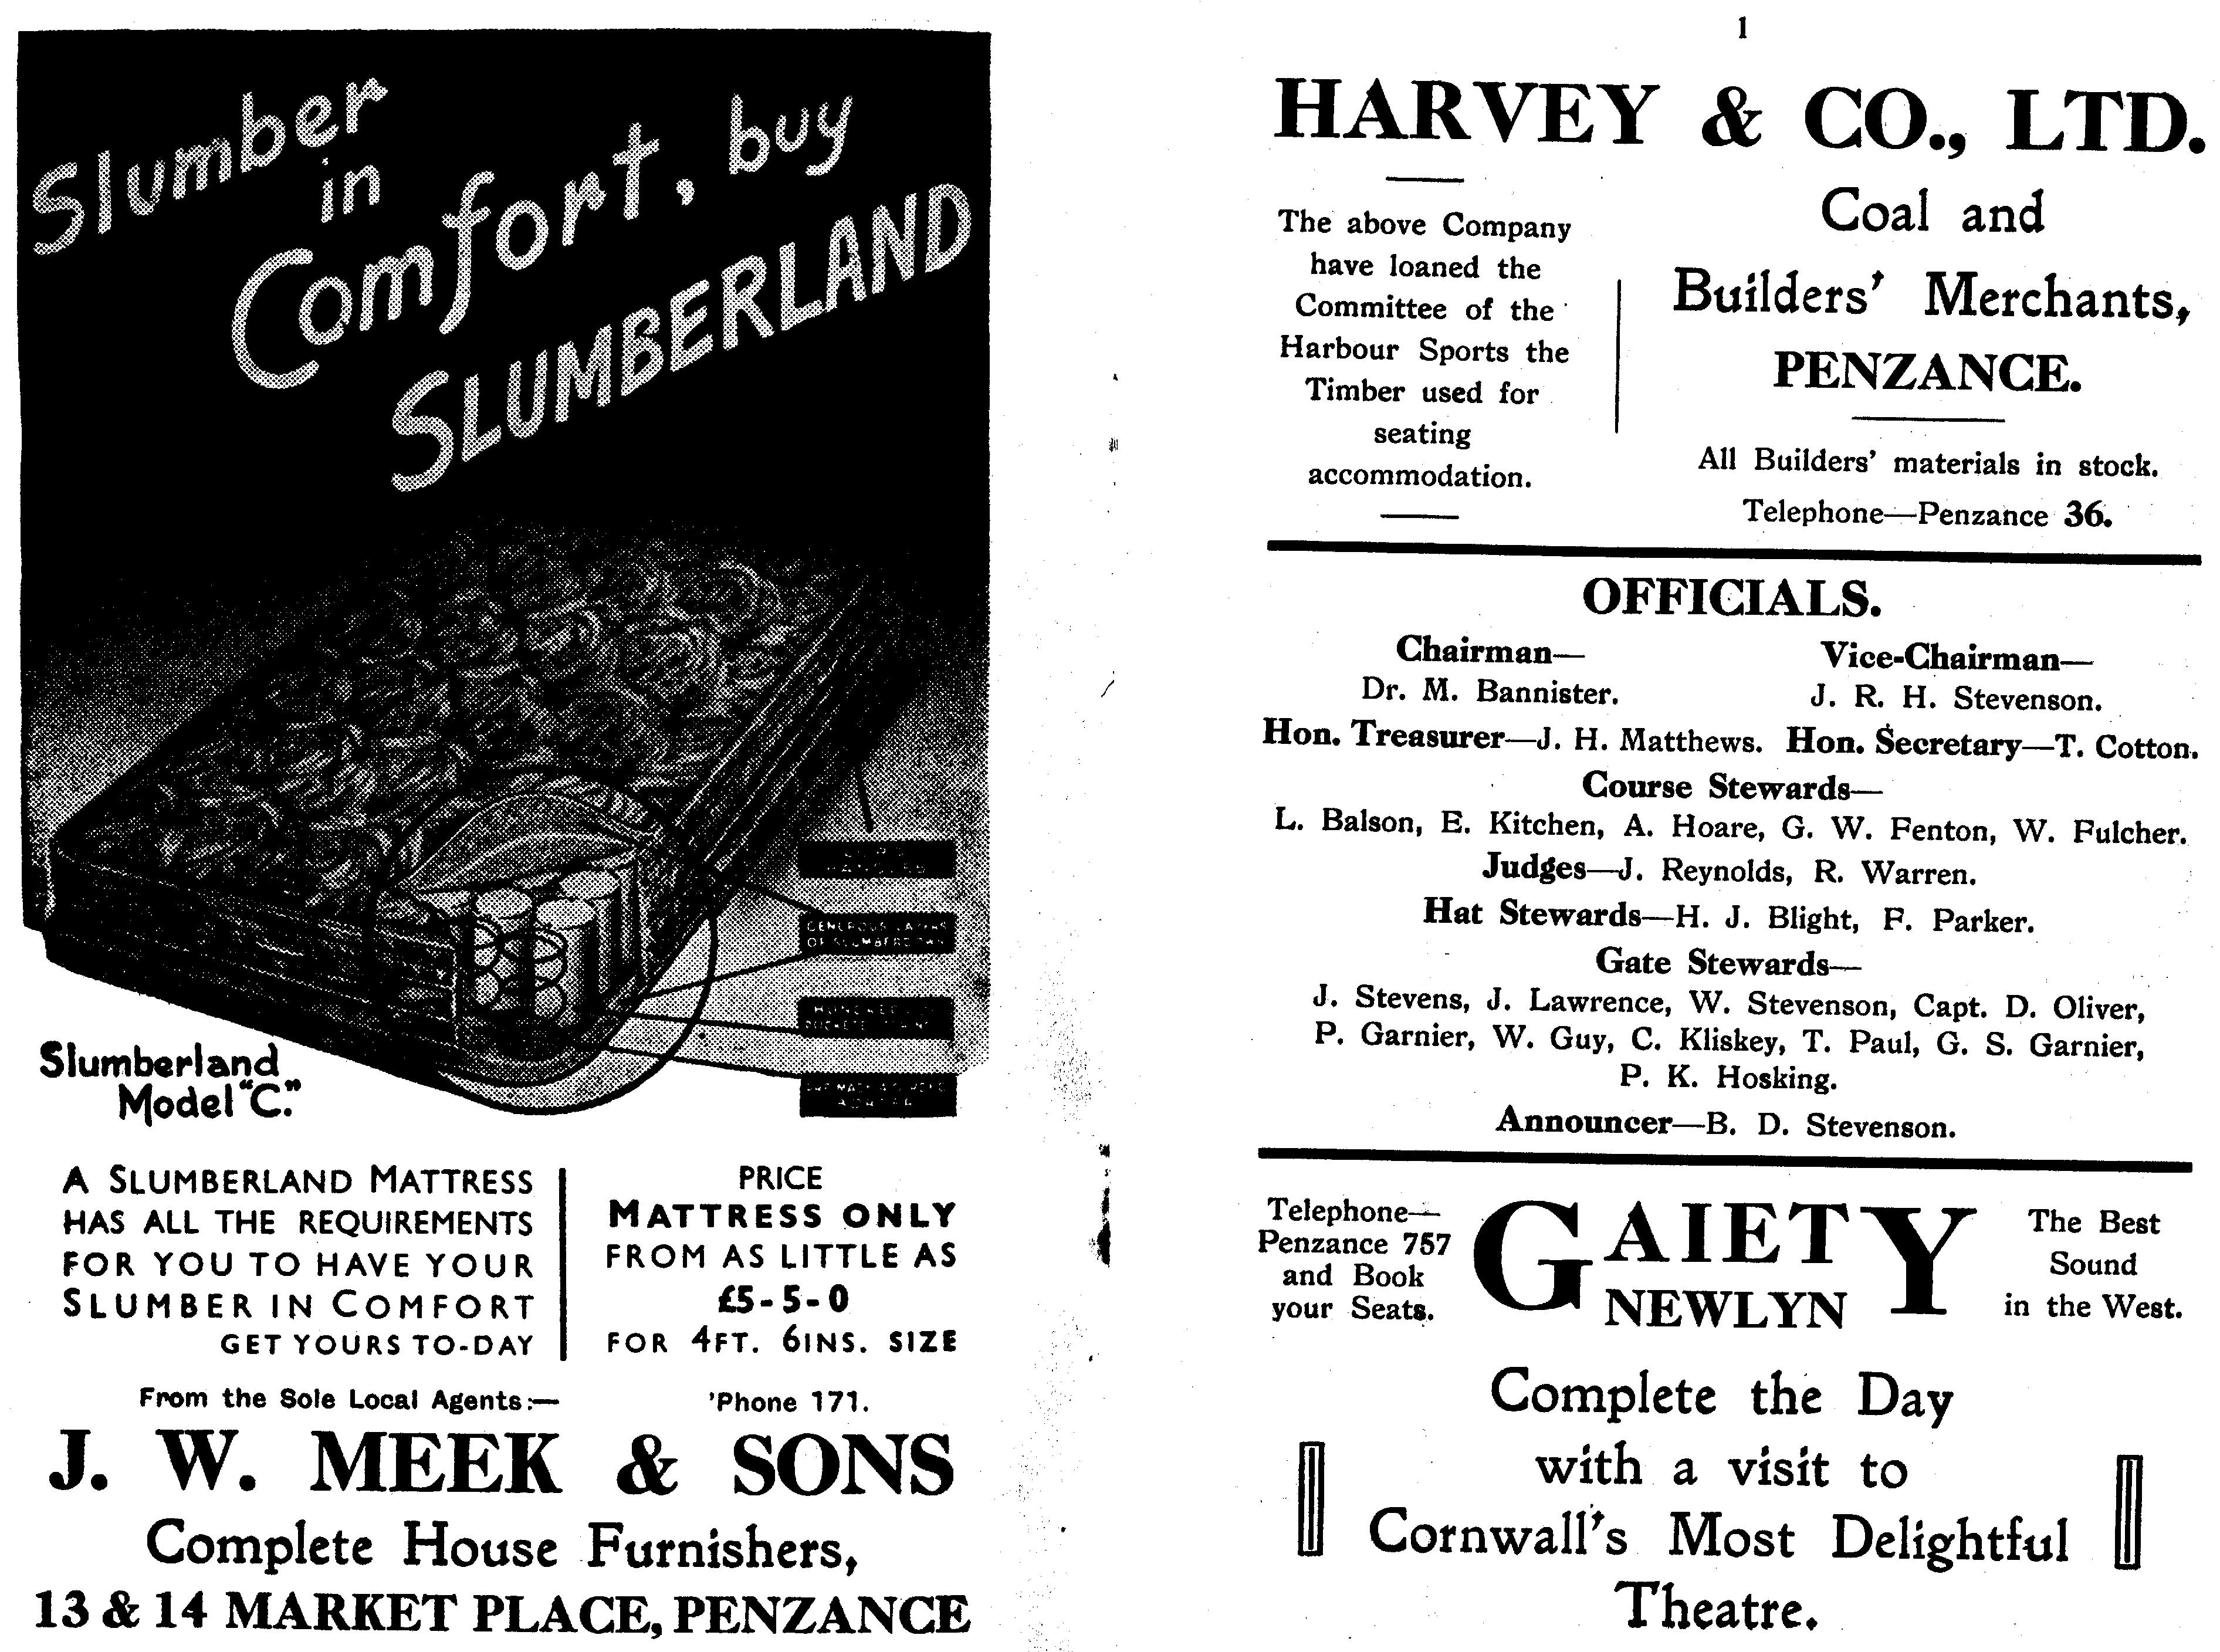 Slumber
in
Comfort, buy
SLUMBERLAND
GENEROUS LAYERS
OF SLUMBERDOWN
Slumberland
Model "C."
A SLUMBERLAND MATTRESS
HAS ALL THE REQUIREMENTS
FOR YOU TO HAVE YOUR
SLUMBER IN COMFORT
GET YOURS TO-DAY
PRICE
MATTRESS ONLY
FROM AS LITTLE AS
£5-5-0
FOR 4FT. 6INS. SIZE
From the Sole Local Agents:— 'Phone 171.
J. W. MEEK & SONS
Complete House Furnishers,
13 & 14 MARKET PLACE, PENZANCE
1
HARVEY & CO., LTD.
The above Company
have loaned the
Committee of the
Harbour Sports the
Timber used for
seating
accommodation.
Coal and
Builders' Merchants,
PENZANCE.
All Builders' materials in stock.
Telephone—Penzance 36.
OFFICIALS.
Chairman— Vice-Chairman—
Dr. M. Bannister. J. R. H. Stevenson.
Hon. Treasurer—J. H. Matthews. Hon. Secretary—T. Cotton.
Course Stewards—
L. Balson, E. Kitchen, A. Hoare, G. W. Fenton, W. Fulcher.
Judges—J. Reynolds, R. Warren.
Hat Stewards—H. J. Blight, F. Parker.
Gate Stewards—
J. Stevens, J. Lawrence, W. Stevenson, Capt. D. Oliver,
P. Garnier, W. Guy, C. Kliskey, T. Paul, G. S. Garnier,
P. K. Hosking.
Announcer—B. D. Stevenson.
Telephone—
Penzance 757
and Book
your Seats.
GAIETY
NEWLYN
The Best
Sound
in the West.
Complete the Day
with a visit to
Cornwall's Most Delightful
Theatre.